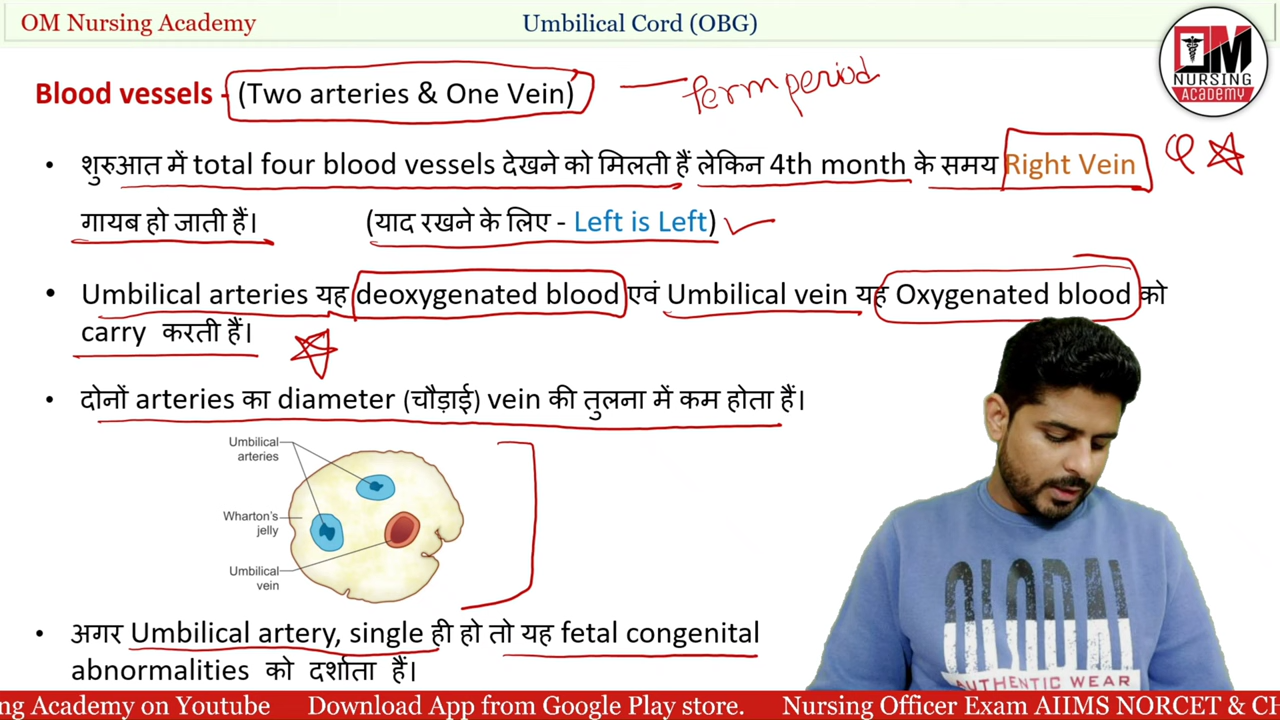 OM Nursing Academy
Umbilical Cord (OBG)
OM
NURSING
ACADEMY
Blood vessels - (Two arteries & One Vein) - Term period
• शुरुआत में total four blood vessels देखने को मिलती हैं लेकिन 4th month के समय Right Vein
गायब हो जाती हैं। (याद रखने के लिए - Left is Left)
• Umbilical arteries यह deoxygenated blood एवं Umbilical vein यह Oxygenated blood को
carry करती हैं।
• दोनों arteries का diameter (चौड़ाई) vein की तुलना में कम होता हैं।
Umbilical
arteries
Wharton's
jelly
Umbilical
vein
• अगर Umbilical artery, single ही हो तो यह fetal congenital
abnormalities को दर्शाता हैं।
GLOBAL
AUTHENTIC WEAR
ng Academy on Youtube Download App from Google Play store. Nursing Officer Exam AIIMS NORCET & CH